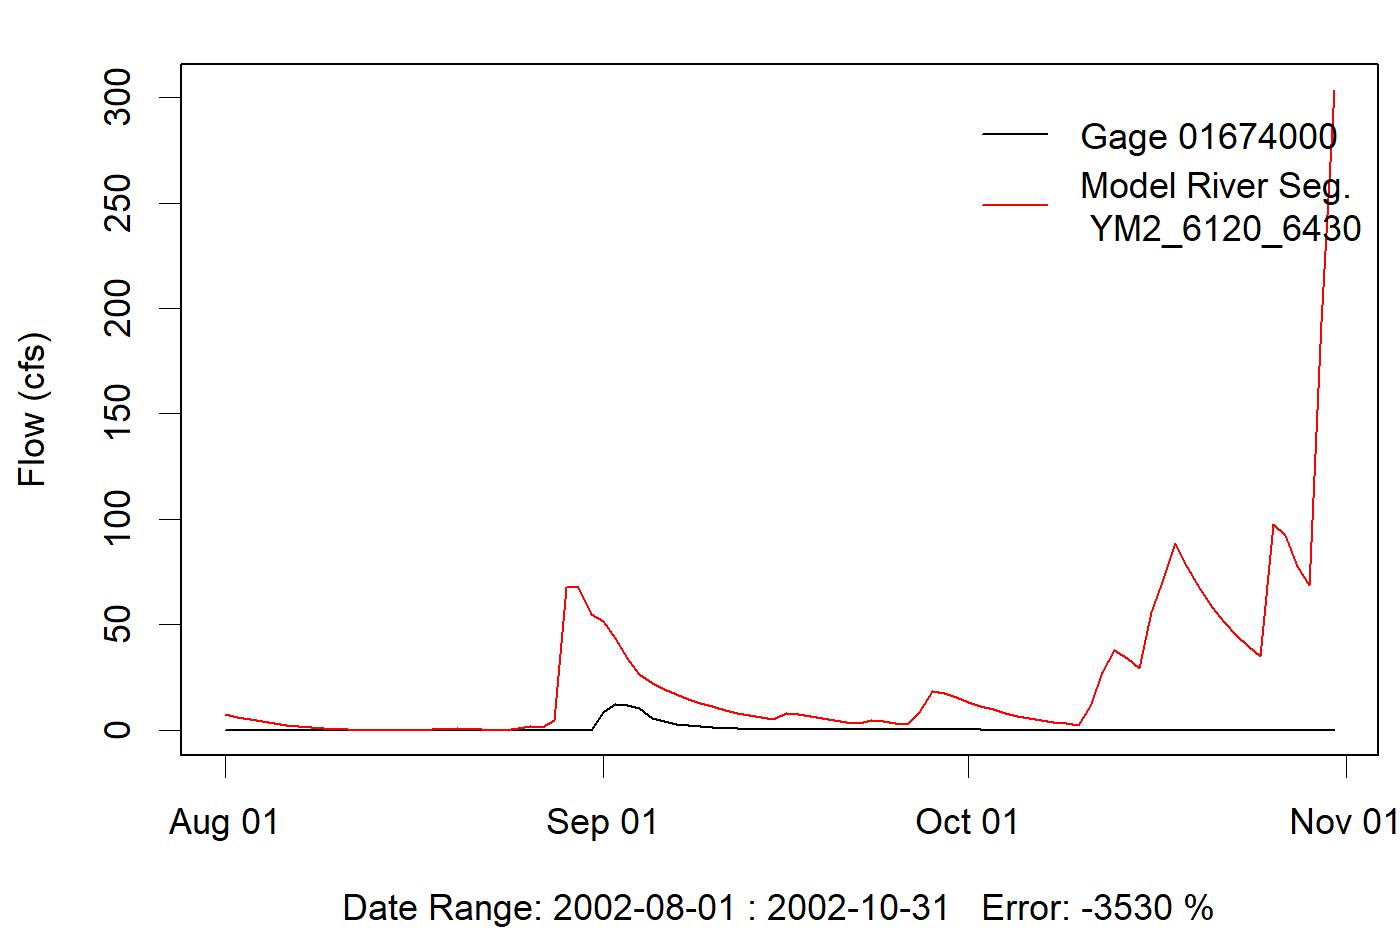 Flow (cfs)
300
250
200
150
100
50
0
Gage 01674000
Model River Seg.
YM2_6120_6430
Aug 01
Sep 01
Oct 01
Nov 01
Date Range: 2002-08-01 : 2002-10-31   Error: -3530 %